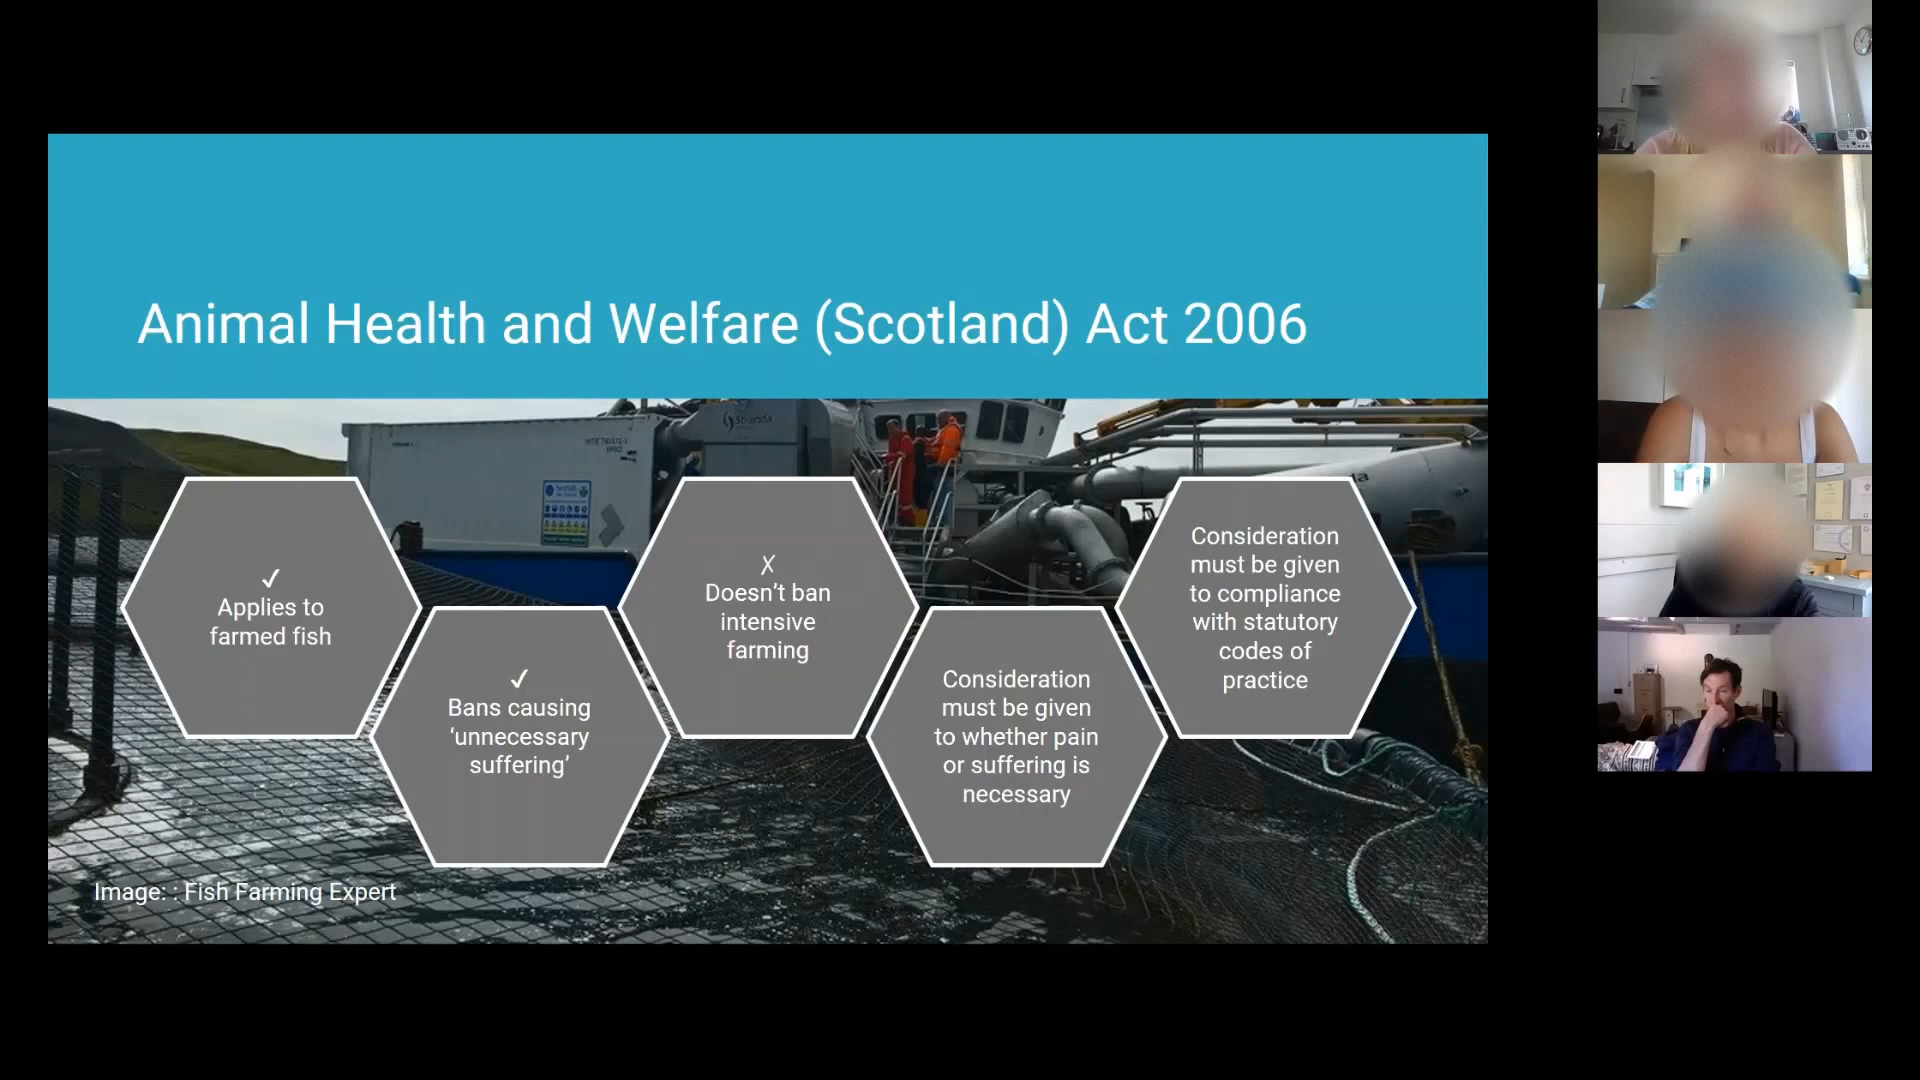 Animal Health and Welfare (Scotland) Act 2006
Stranda
✓
Applies to
farmed fish
✓
Bans causing
‘unnecessary
suffering’
✗
Doesn’t ban
intensive
farming
Consideration
must be given
to whether pain
or suffering is
necessary
Consideration
must be given
to compliance
with statutory
codes of
practice
Image: : Fish Farming Expert